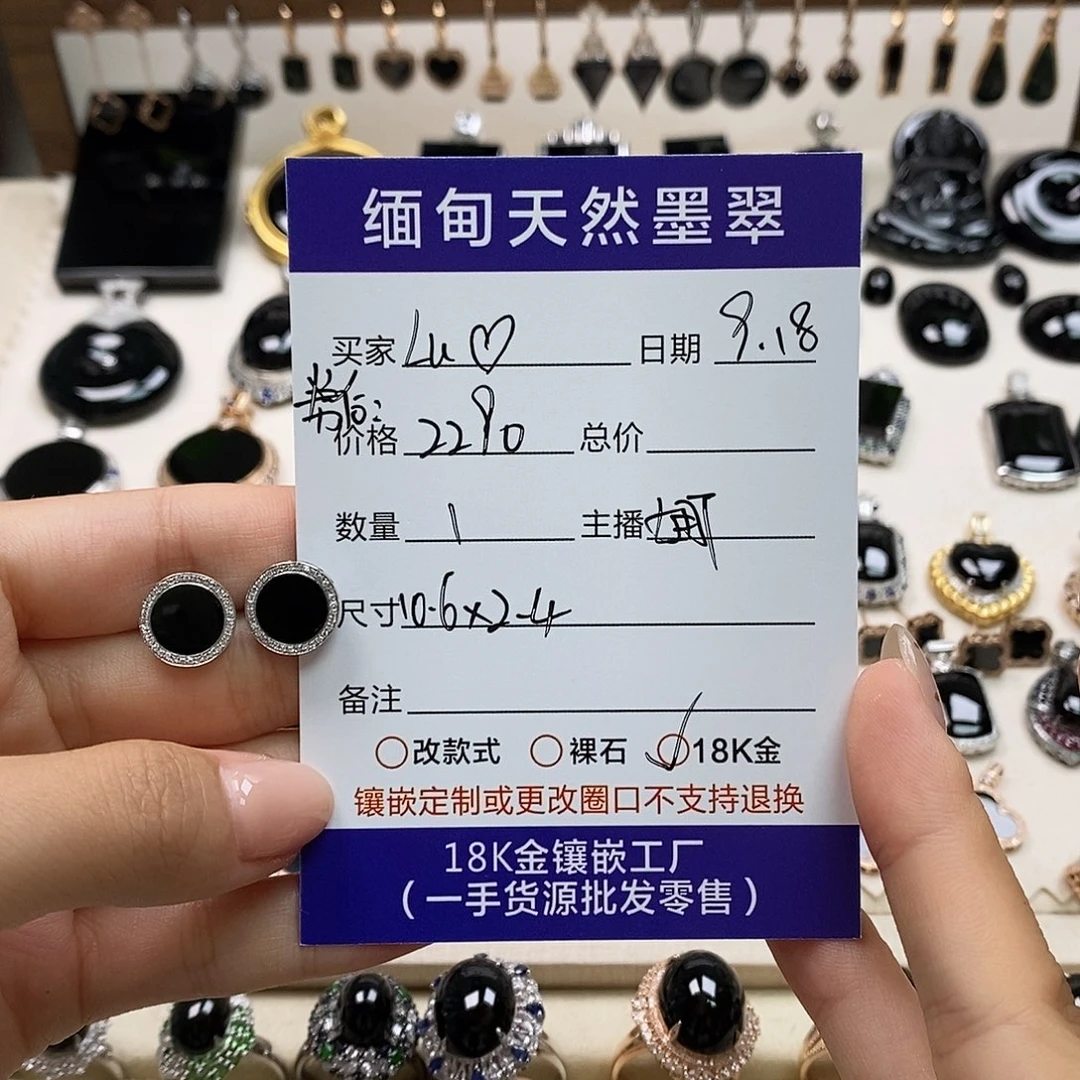 缅甸天然墨翠
买家 Lu♡ 日期 9.18
价格 2290 总价
数量 1 主播
尺寸 10.6x2.4
备注
改款式 裸石 ✓18K金
镶嵌定制或更改圈口不支持退换
18K金镶嵌工厂
（一手货源批发零售）